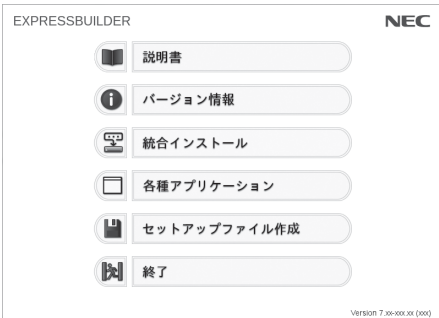 EXPRESSBUILDER
NEC
説明書
バージョン情報
統合インストール
各種アプリケーション
セットアップファイル作成
終了
Version 7.xx-xxx.xx (xxx)